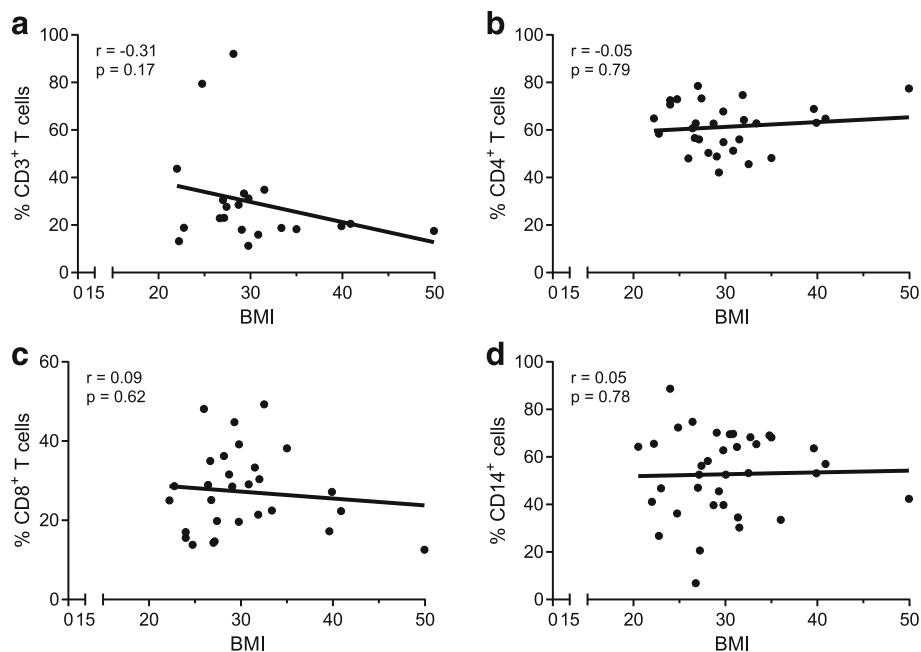 a
r = -0.31
p = 0.17
% CD3+ T cells
100
80
60
40
20
0
0 15 20 30 40 50
BMI
b
r = -0.05
p = 0.79
% CD4+ T cells
100
80
60
40
20
0
0 15 20 30 40 50
BMI
c
r = 0.09
p = 0.62
% CD8+ T cells
60
40
20
0
0 15 20 30 40 50
BMI
d
r = 0.05
p = 0.78
% CD14+ cells
100
80
60
40
20
0
0 15 20 30 40 50
BMI